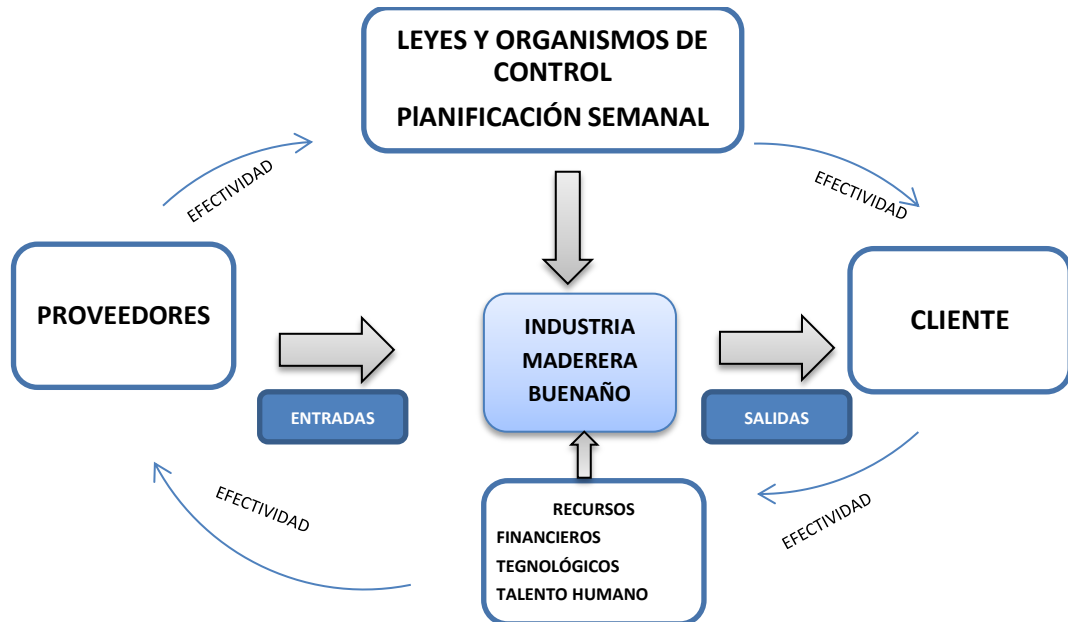 LEYES Y ORGANISMOS DE
CONTROL
PlANIFICACIÓN SEMANAL
EFECTIVIDAD
EFECTIVIDAD
PROVEEDORES
INDUSTRIA
MADERERA
BUENAÑO
CLIENTE
ENTRADAS
SALIDAS
EFECTIVIDAD
EFECTIVIDAD
RECURSOS
FINANCIEROS
TEGNOLÓGICOS
TALENTO HUMANO